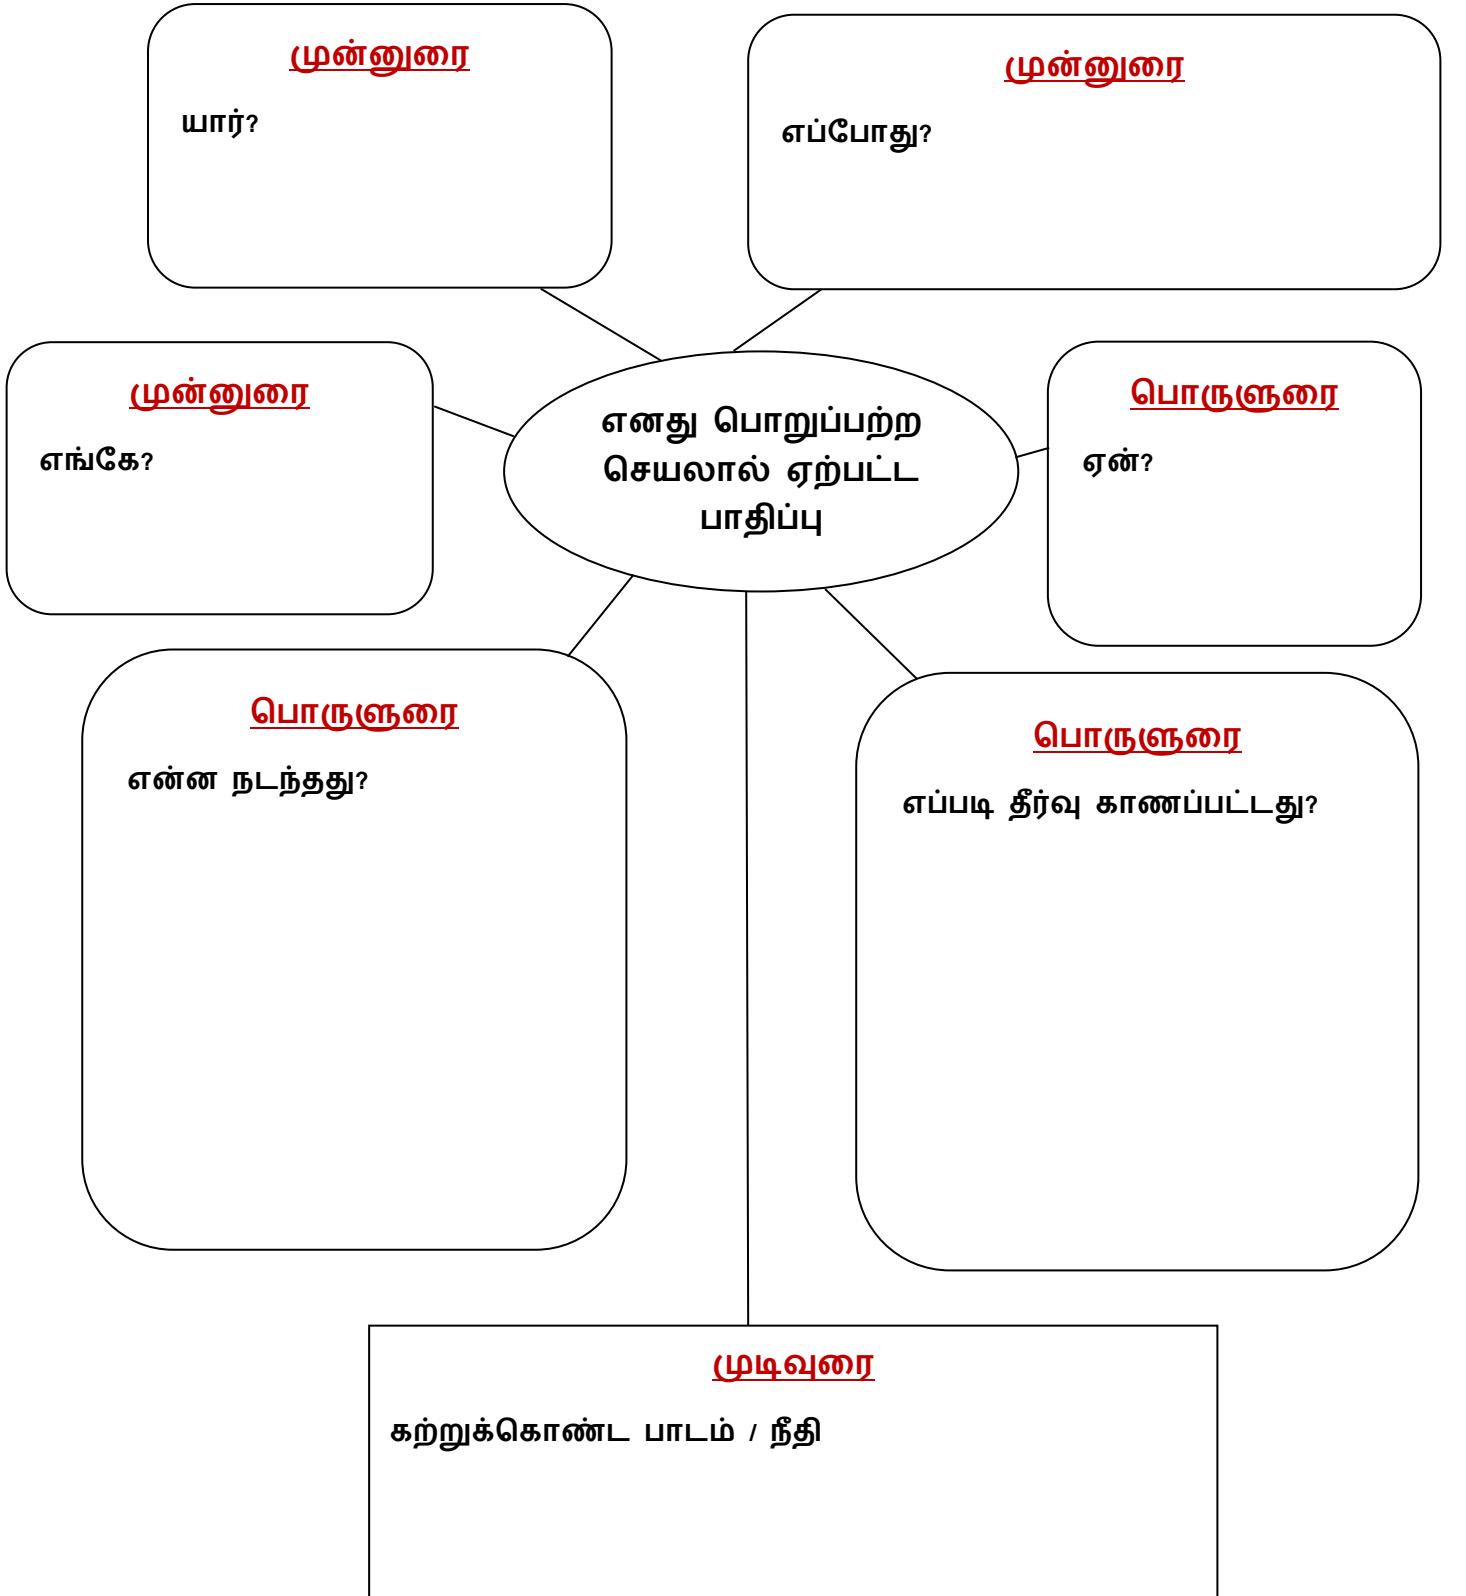 முன்னுரை
யார்?
முன்னுரை
எப்போது?
முன்னுரை
எங்கே?
எனது பொறுப்பற்ற
செயலால் ஏற்பட்ட
பாதிப்பு
பொருளுரை
ஏன்?
பொருளுரை
என்ன நடந்தது?
பொருளுரை
எப்படி தீர்வு காணப்பட்டது?
முடிவுரை
கற்றுக்கொண்ட பாடம் / நீதி